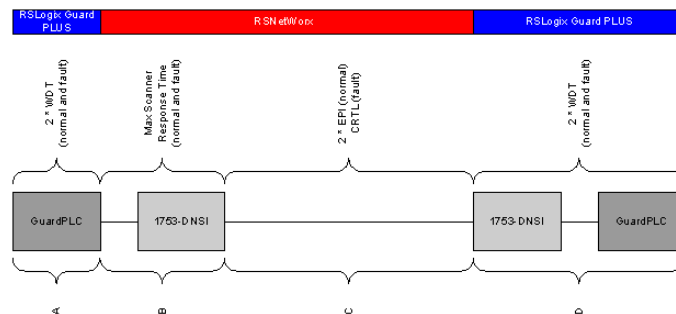 RSLogix Guard
PLUS
RSNetWorx
RSLogix Guard PLUS
2 * WDT
(normal and fault)
Max Scanner
Response Time
(normal and fault)
2 * EPI (normal)
CRTL (fault)
2 * WDT
(normal and fault)
GuardPLC
1753-DNSI
1753-DNSI
GuardPLC
A
B
C
D